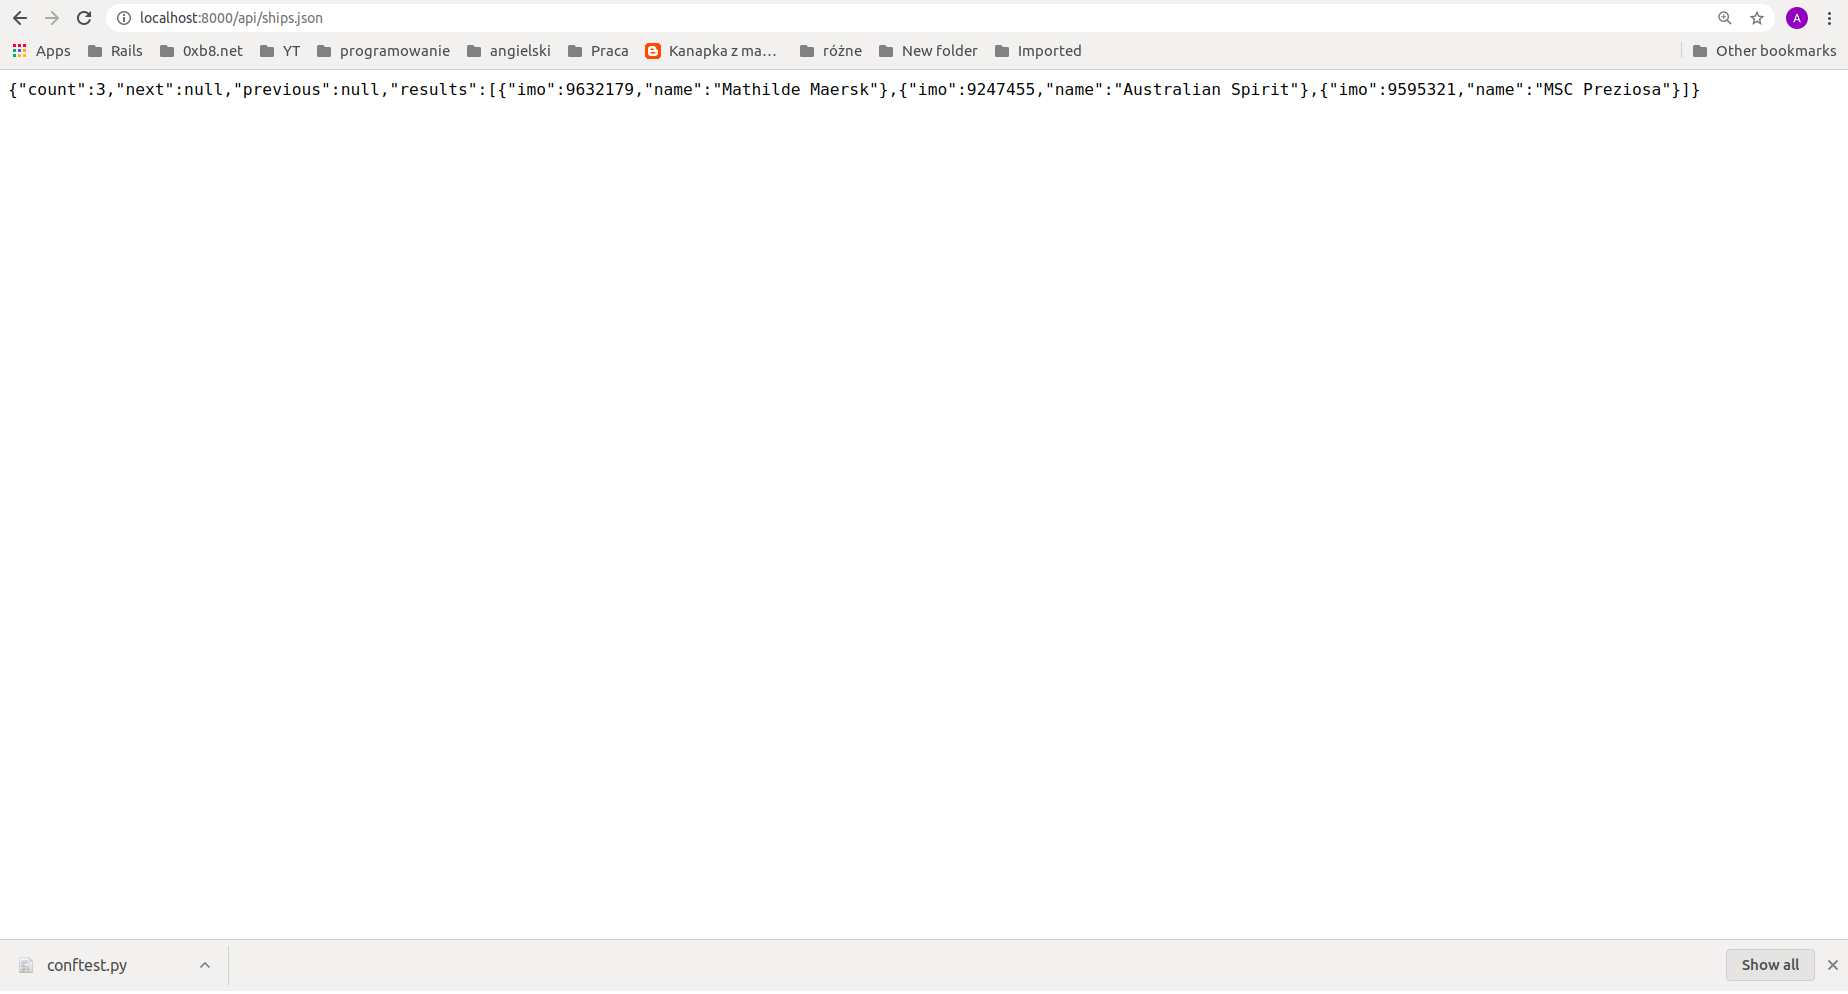 localhost:8000/api/ships.json
A
Apps Rails 0xb8.net YT programowanie angielski Praca Kanapka z ma... różne New folder Imported Other bookmarks
{"count":3,"next":null,"previous":null,"results":[{"imo":9632179,"name":"Mathilde Maersk"},{"imo":9247455,"name":"Australian Spirit"},{"imo":9595321,"name":"MSC Preziosa"}]}
conftest.py Show all